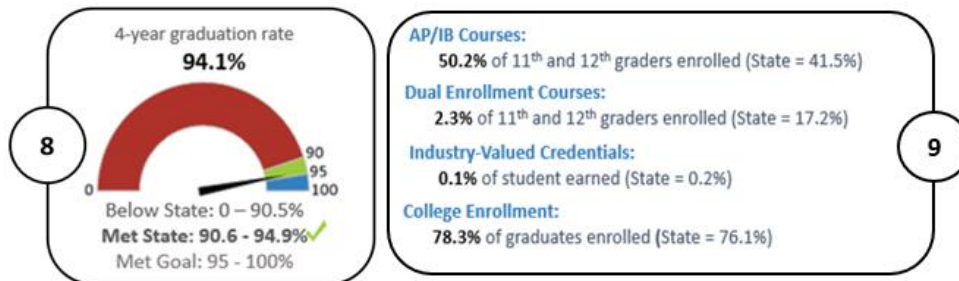 4-year graduation rate
94.1%
90
95
0
100
Below State: 0 – 90.5%
Met State: 90.6 - 94.9%
Met Goal: 95 - 100%
8
AP/IB Courses:
50.2% of 11th and 12th graders enrolled (State = 41.5%)
Dual Enrollment Courses:
2.3% of 11th and 12th graders enrolled (State = 17.2%)
Industry-Valued Credentials:
0.1% of student earned (State = 0.2%)
College Enrollment:
78.3% of graduates enrolled (State = 76.1%)
9